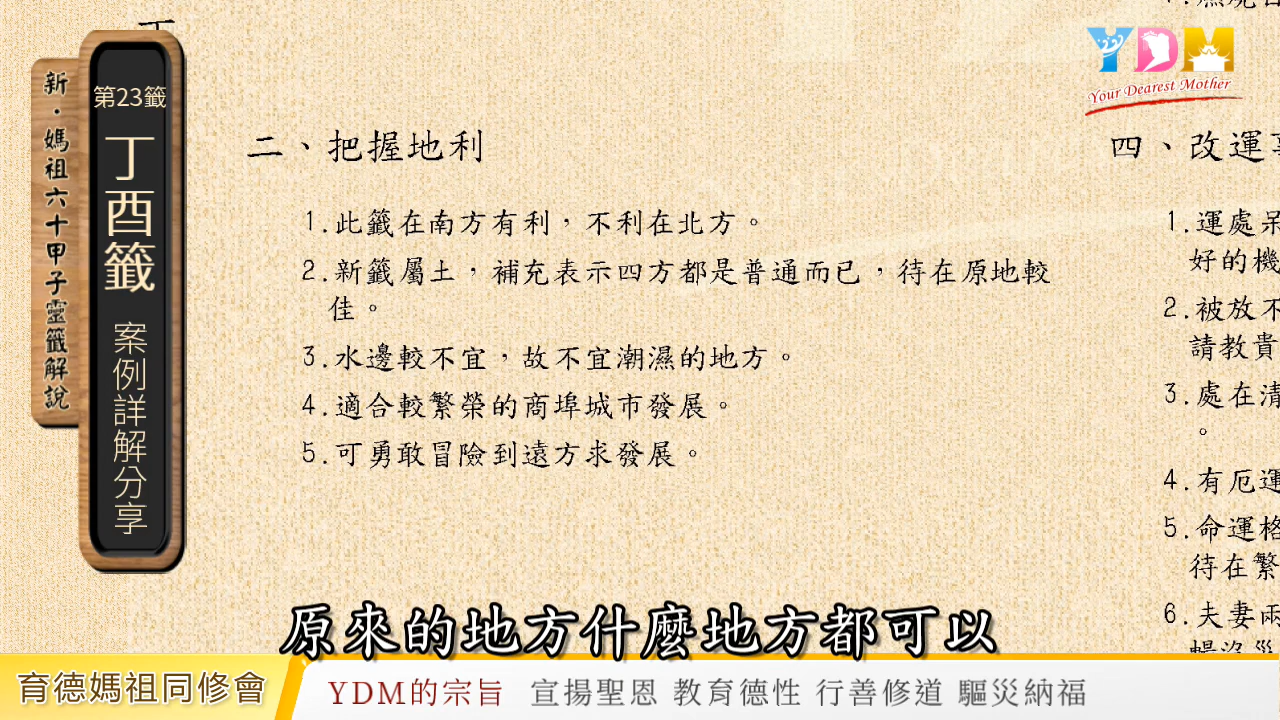 新·媽祖六十甲子靈籤解說
第23籤
丁酉籤
案例詳解分享
YDM
Your Dearest Mother
二、把握地利
1.此籤在南方有利，不利在北方。
2.新籤屬土，補充表示四方都是普通而已，待在原地較
佳。
3.水邊較不宜，故不宜潮濕的地方。
4.適合較繁榮的商埠城市發展。
5.可勇敢冒險到遠方求發展。
四、改運
1.運處呆
好的機
2.被放不
請教貴
3.處在清
。
4.有厄運
5.命運格
待在繁
6.夫妻兩
原來的地方什麼地方都可以
育德媽祖同修會
YDM的宗旨 宣揚聖恩 教育德性 行善修道 驅災納福